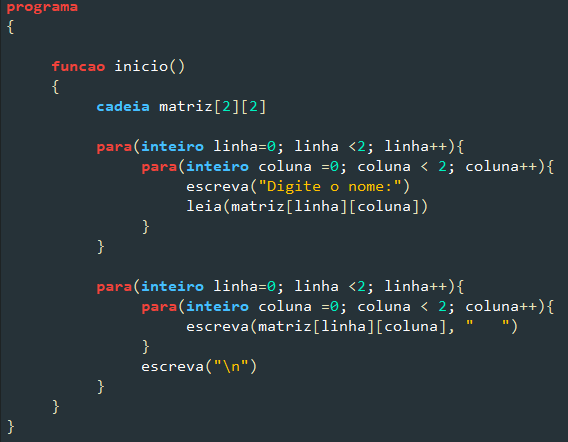 programa
{

     funcao inicio()
     {
          cadeia matriz[2][2]

          para(inteiro linha=0; linha <2; linha++){
               para(inteiro coluna =0; coluna < 2; coluna++){
                    escreva("Digite o nome:")
                    leia(matriz[linha][coluna])
               }
          }

          para(inteiro linha=0; linha <2; linha++){
               para(inteiro coluna =0; coluna < 2; coluna++){
                    escreva(matriz[linha][coluna], "   ")
               }
               escreva("\n")
          }
     }
}